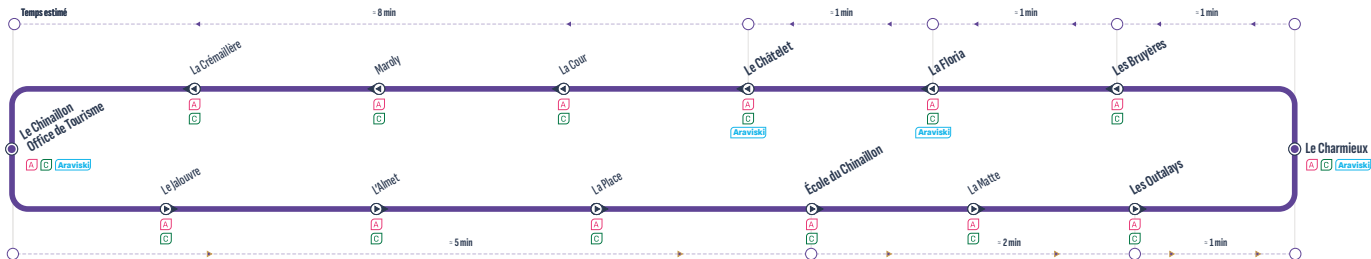 Temps estimé
≈ 8 min
≈ 1 min
≈ 1 min
≈ 1 min
La Crémaillère
Maroly
La Cour
Le Châtelet
La Floria
Les Bruyères
A
C
A
C
A
C
A
C
Araviski
A
C
Araviski
A
C
Le Chinaillon
Office de Tourisme
A C Araviski
Le Charmieux
A C Araviski
Le Jalouvre
L'Almet
La Place
École du Chinaillon
La Matte
Les Outalays
A
C
A
C
A
C
A
C
A
C
A
C
≈ 5 min
≈ 2 min
≈ 1 min